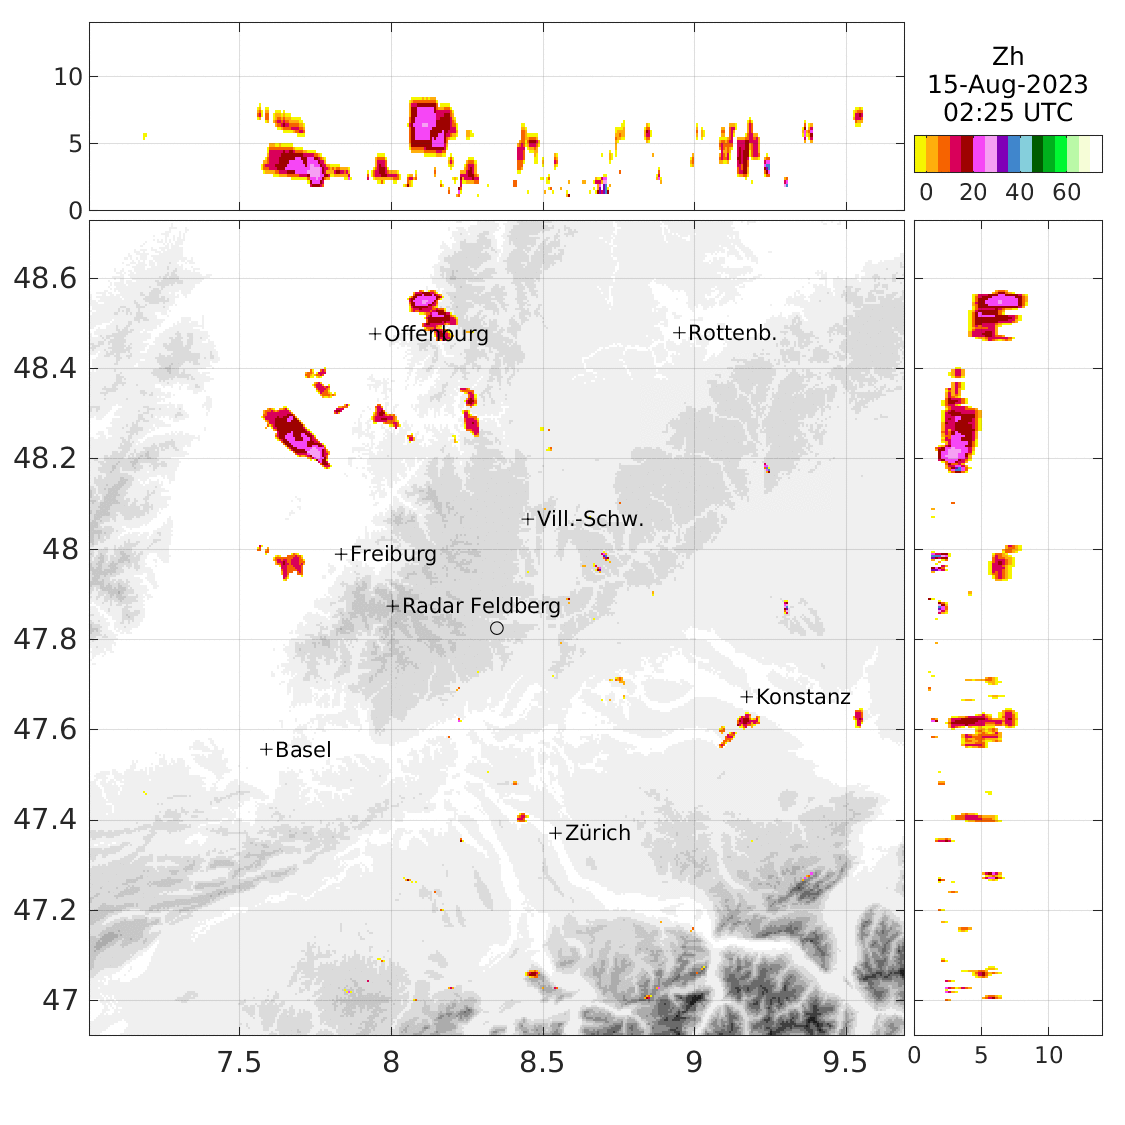 10
5
0
Zh
15-Aug-2023
02:25 UTC
0 20 40 60
48.6
48.4
48.2
48
47.8
47.6
47.4
47.2
47
+Offenburg
+Rottenb.
+Vill.-Schw.
+Freiburg
+Radar Feldberg
+Konstanz
+Basel
+Zürich
7.5 8 8.5 9 9.5
0 5 10